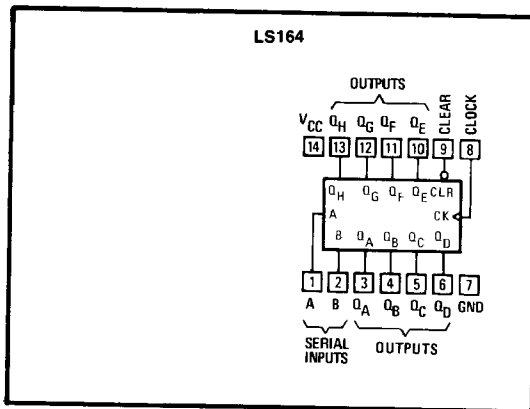 LS164
OUTPUTS
VCC QH QG QF QE CLEAR CLOCK
14 13 12 11 10 9 8
QH QG QF QE CLR
A CK
B QA QB QC QD
1 2 3 4 5 6 7
A B QA QB QC QD GND
SERIAL INPUTS OUTPUTS